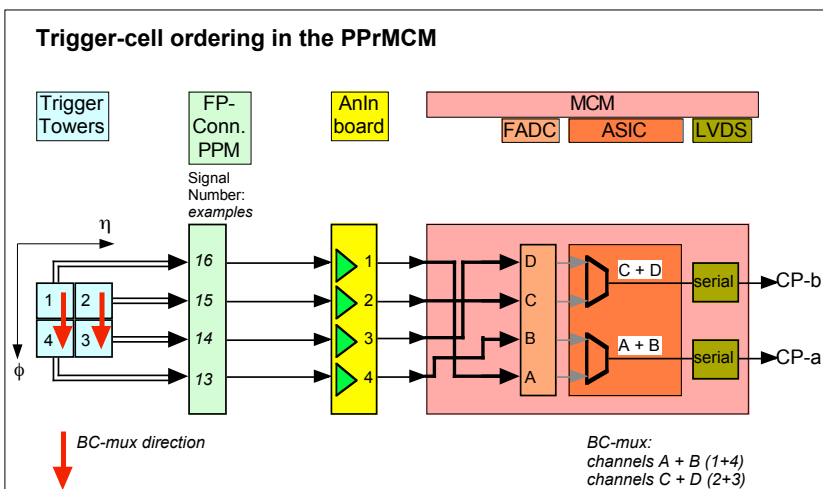 Trigger-cell ordering in the PPrMCM
Trigger
Towers
FP-
Conn.
PPM
AnIn
board
MCM
FADC
ASIC
LVDS
Signal
Number:
examples
η
ϕ
1
2
4
3
16
15
14
13
1
2
3
4
D
C
B
A
C + D
A + B
serial
serial
CP-b
CP-a
BC-mux direction
BC-mux:
channels A + B (1+4)
channels C + D (2+3)